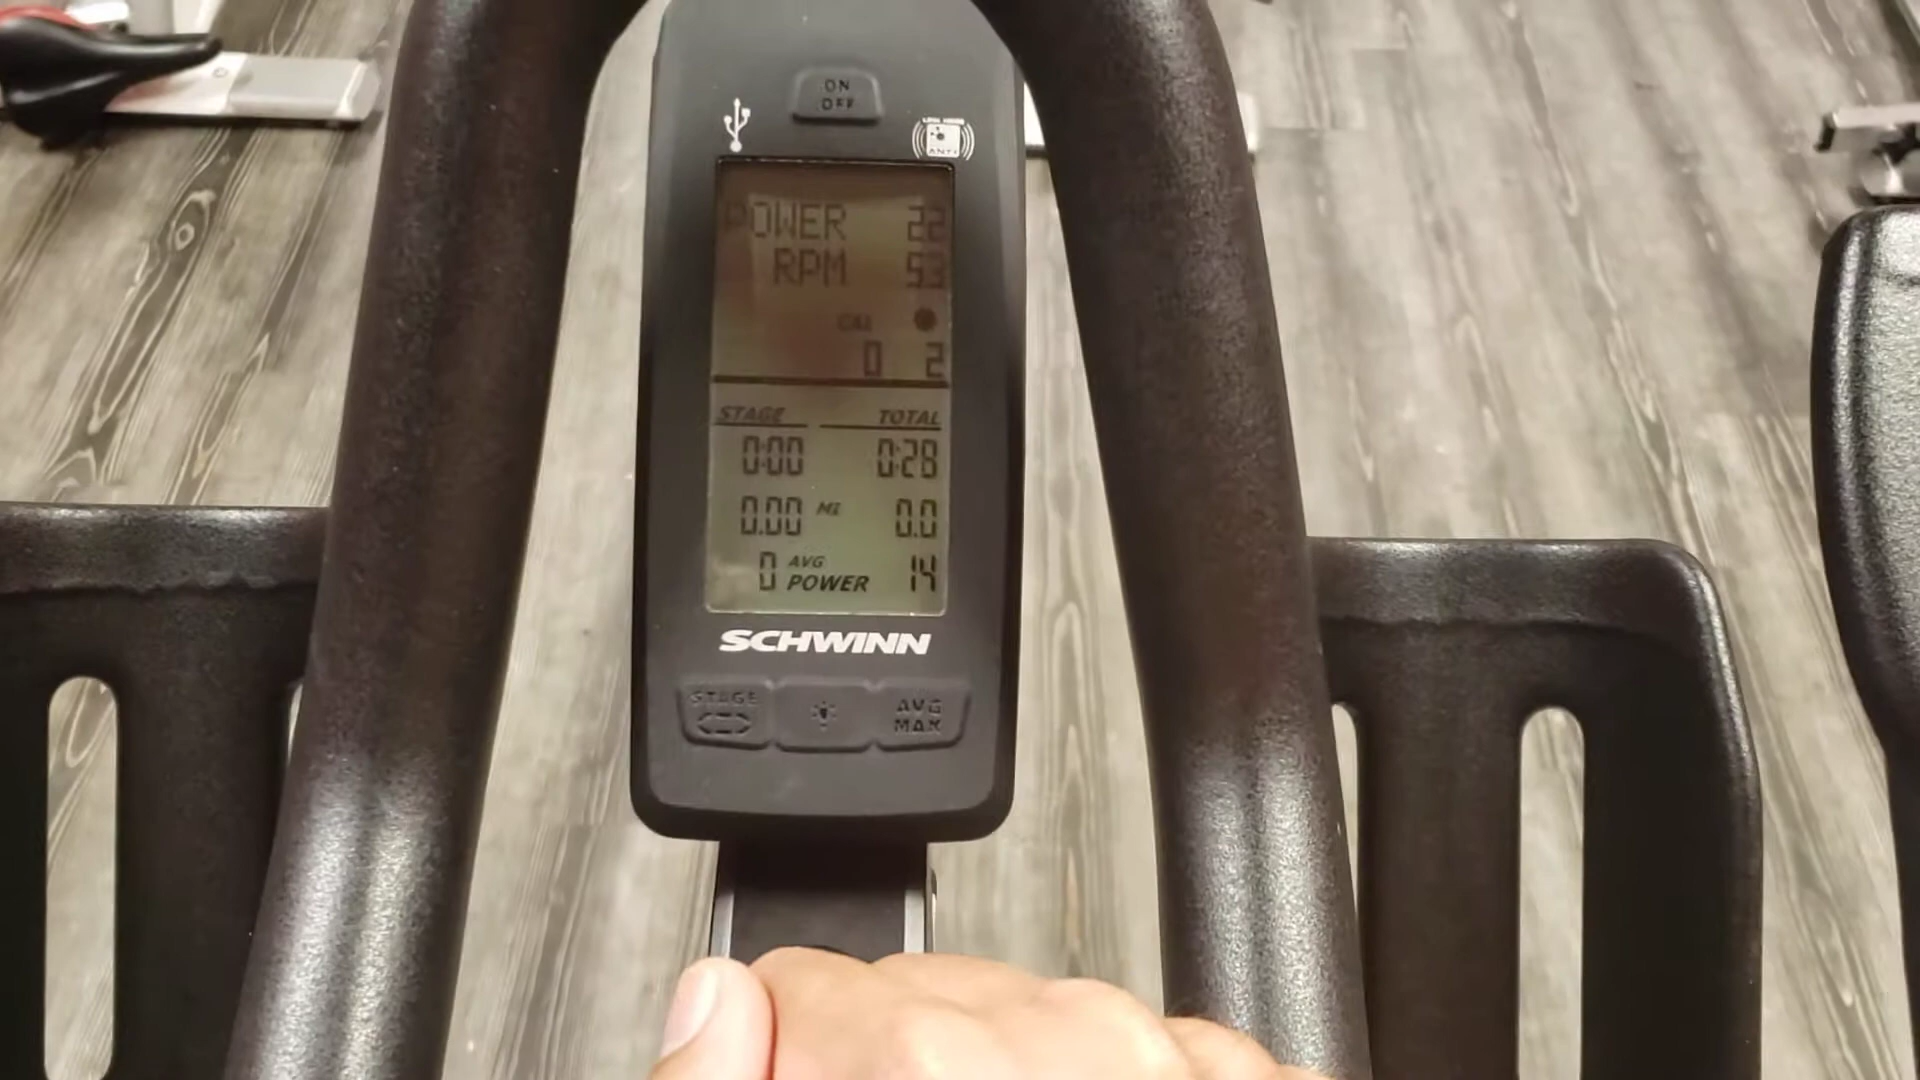 ON
OFF
POWER 22
RPM 53
CAL
0 2
STAGE TOTAL
0:00 0:28
0.00 MI 0.0
0 AVG POWER 14
SCHWINN
STAGE
AVG
MAX